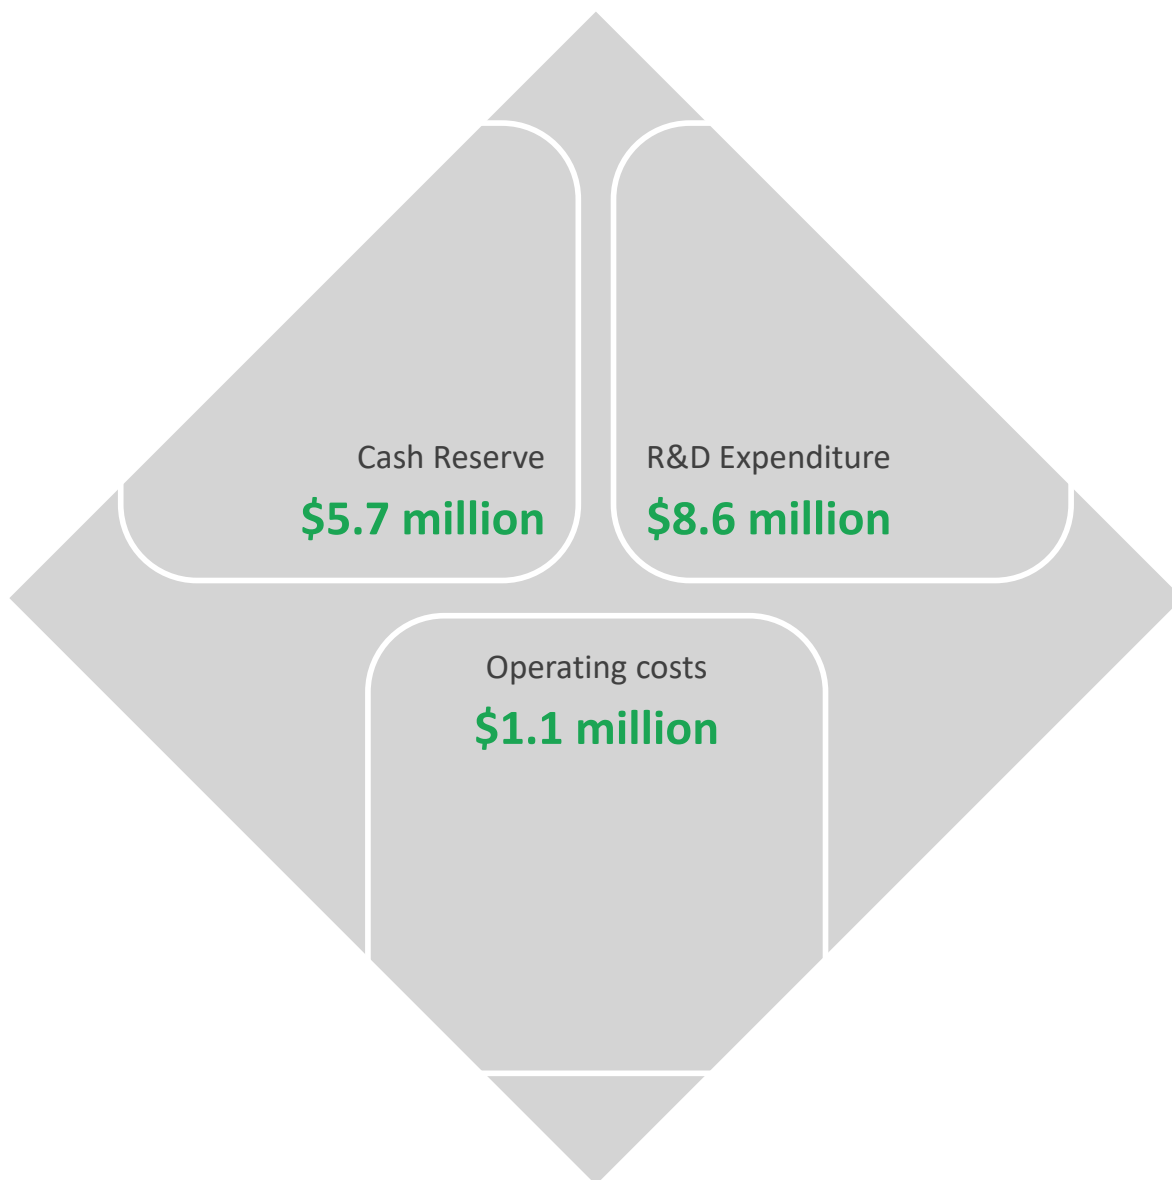 Cash Reserve
$5.7 million
R&D Expenditure
$8.6 million
Operating costs
$1.1 million